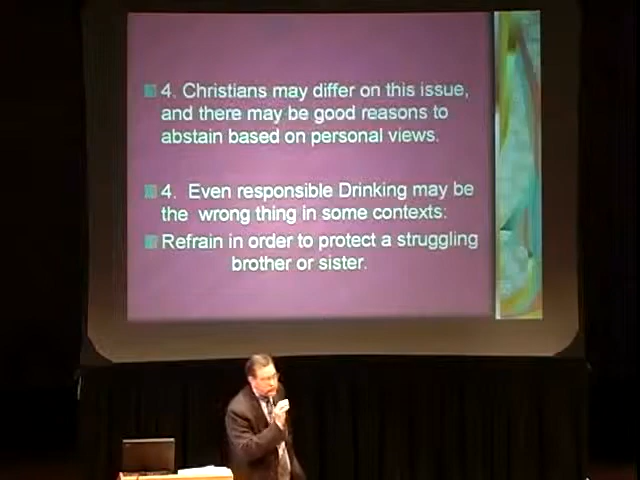 4. Christians may differ on this issue,
and there may be good reasons to
abstain based on personal views.
4. Even responsible Drinking may be
the wrong thing in some contexts:
Refrain in order to protect a struggling
brother or sister.